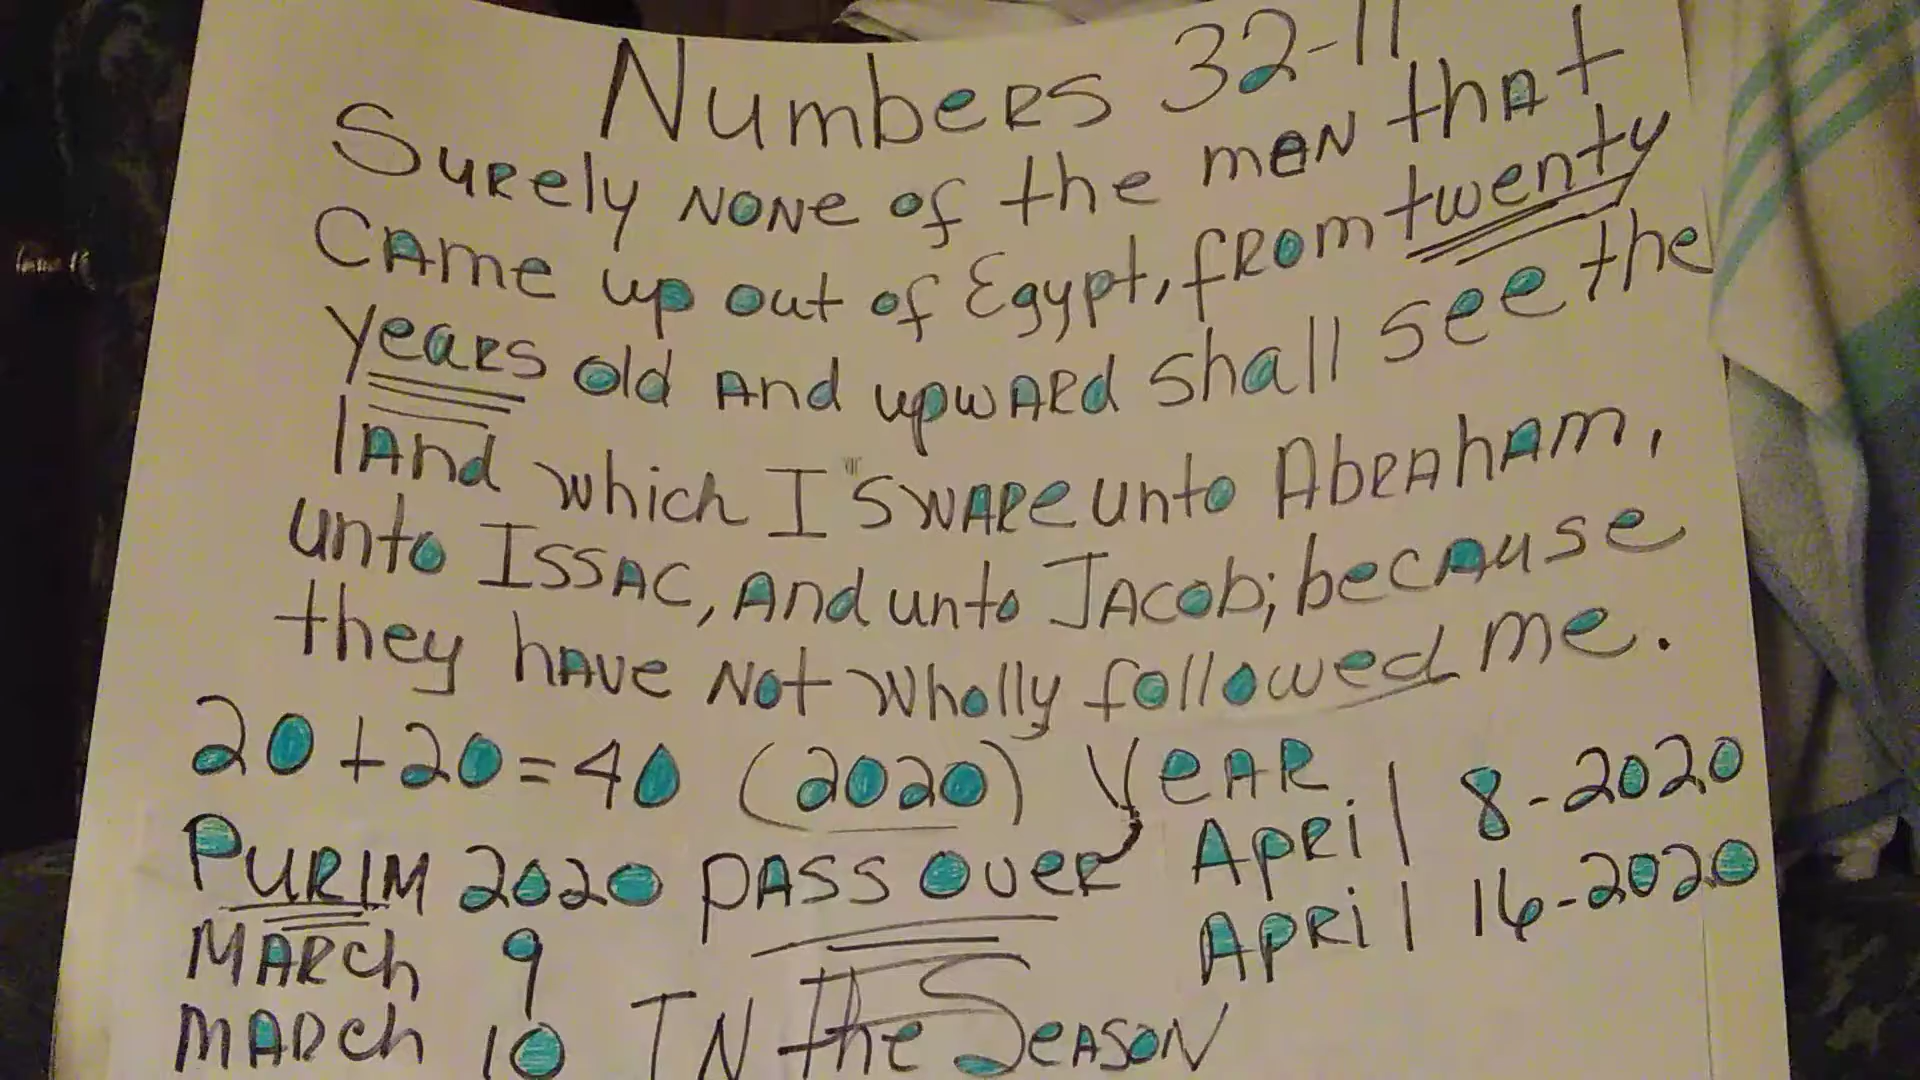 Numbers 32-11
Surely none of the men that
came up out of Egypt, from twenty
years old and upward shall see the
land which I sware unto Abraham,
unto Issac, and unto Jacob; because
they have not wholly followed me.
20+20=40 (2020) Year
PURIM 2020 PASS OVER April 8-2020
MARCH 9 April 16-2020
MARCH 10 IN the Season